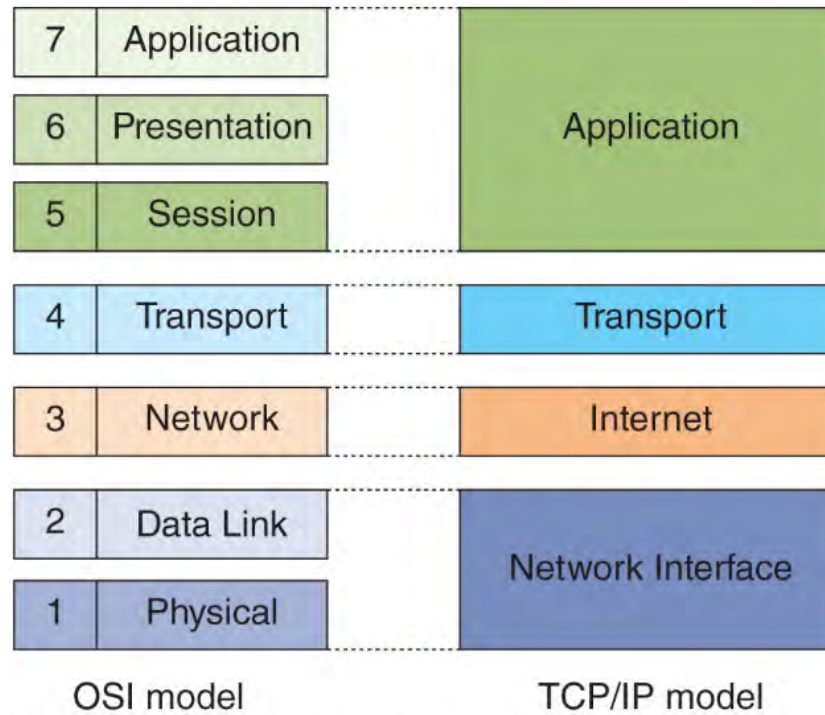 7 Application
6 Presentation
5 Session
Application
4 Transport
Transport
3 Network
Internet
2 Data Link
1 Physical
Network Interface
OSI model
TCP/IP model